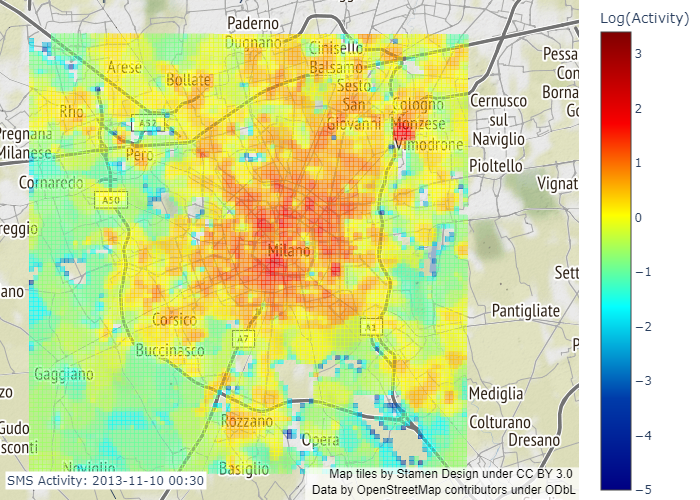 Log(Activity)
Paderno
Dugnano
Cinisello
Balsamo
Arese
Bollate
Sesto
San
Giovanni
Pessa
Con
Borna
Go
Rho
A52
Cologno
Monzese
Vimodrone
Cernusco
sul
Naviglio
Pregnana
Milanese
Pero
Pioltello
Cornaredo
Vignat
A50
reggio
Milano
Sett
ano
Pantigliate
Corsico
A7
A1
Buccinasco
Gaggiano
zo
Mediglia
Rozzano
Colturano
Gudo
sconti
Opera
Dresano
Noviglio
Basiglio
3
2
1
0
−1
−2
−3
−4
−5
SMS Activity: 2013-11-10 00:30
Map tiles by Stamen Design under CC BY 3.0
Data by OpenStreetMap contributors under ODbL